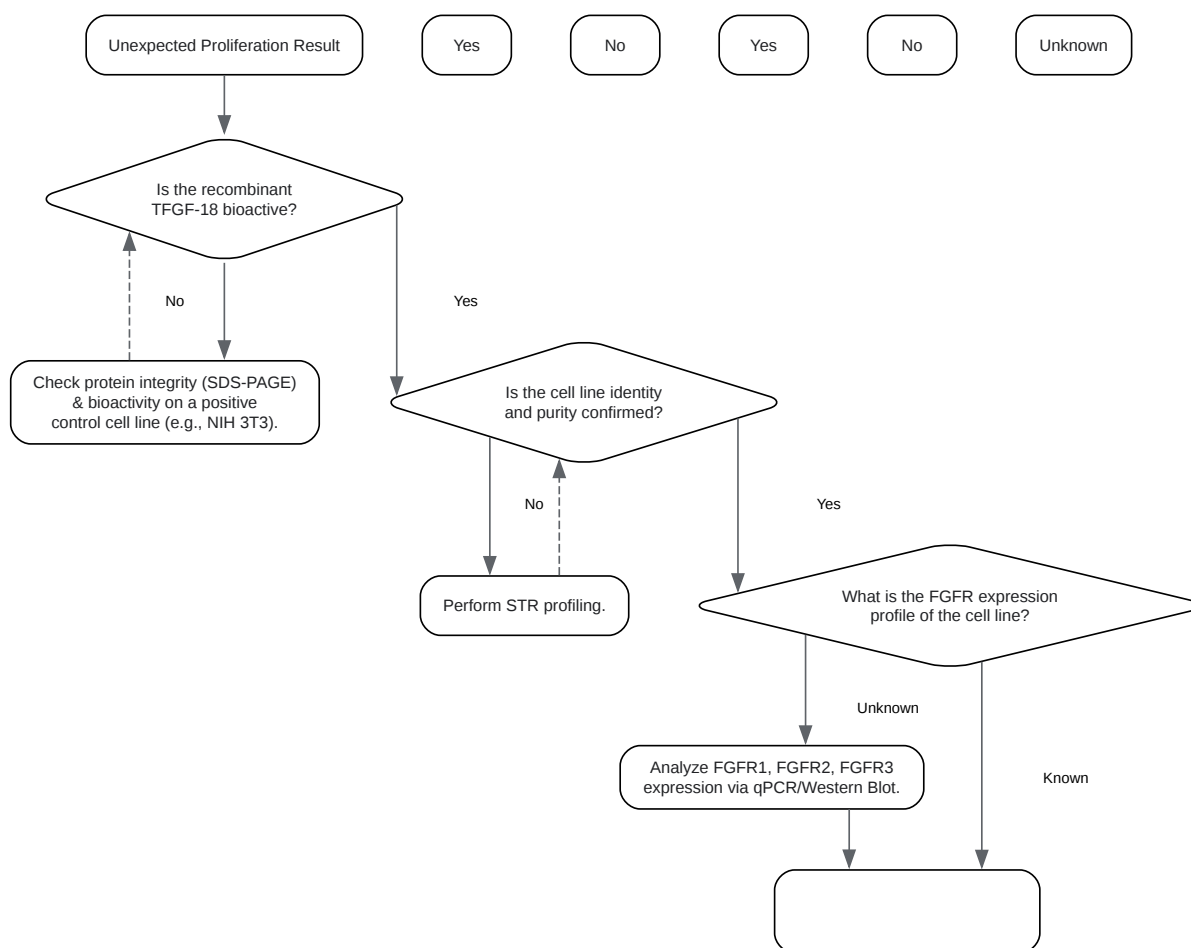 Unexpected Proliferation Result
Yes
No
Yes
No
Unknown
Is the recombinant
TFGF-18 bioactive?
No
Yes
Check protein integrity (SDS-PAGE)
& bioactivity on a positive
control cell line (e.g., NIH 3T3).
Is the cell line identity
and purity confirmed?
No
Yes
Perform STR profiling.
What is the FGFR expression
profile of the cell line?
Unknown
Known
Analyze FGFR1, FGFR2, FGFR3
expression via qPCR/Western Blot.